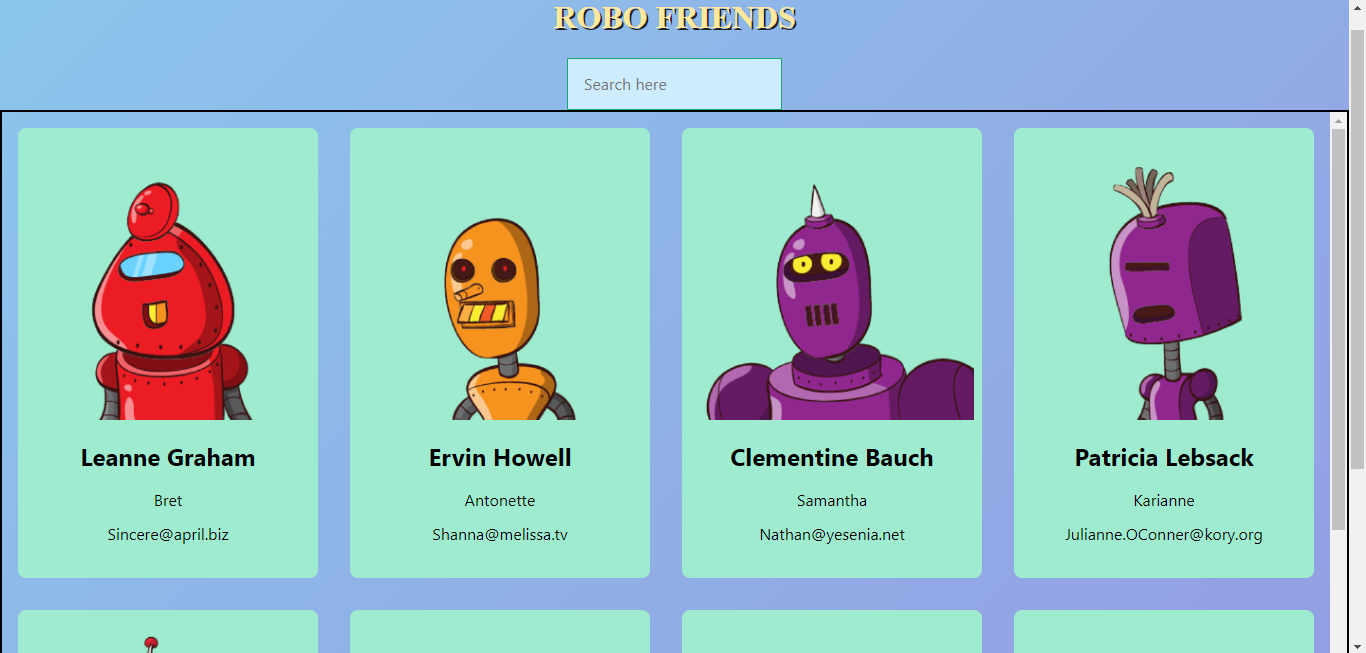 ROBO FRIENDS
Search here
Leanne Graham
Bret
Sincere@april.biz
Ervin Howell
Antonette
Shanna@melissa.tv
Clementine Bauch
Samantha
Nathan@yesenia.net
Patricia Lebsack
Karianne
Julianne.OConner@kory.org